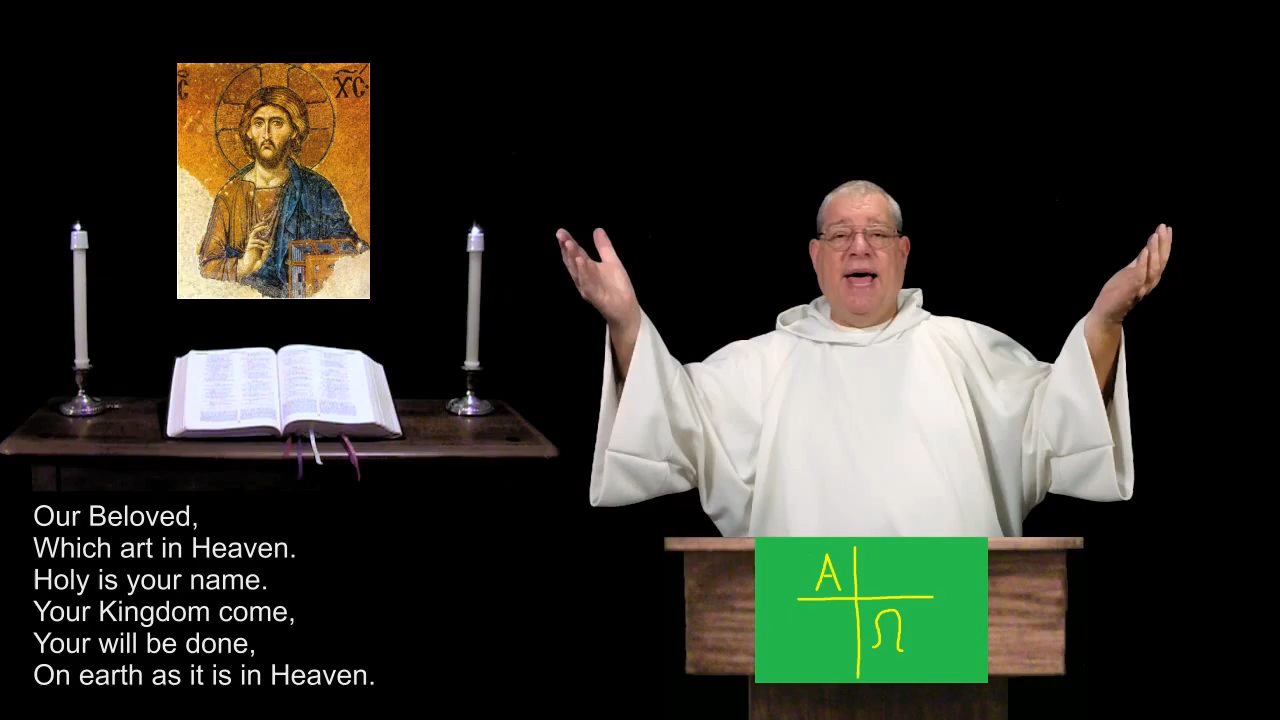 ΧC
Our Beloved,
Which art in Heaven.
Holy is your name.
Your Kingdom come,
Your will be done,
On earth as it is in Heaven.
Α
Ω